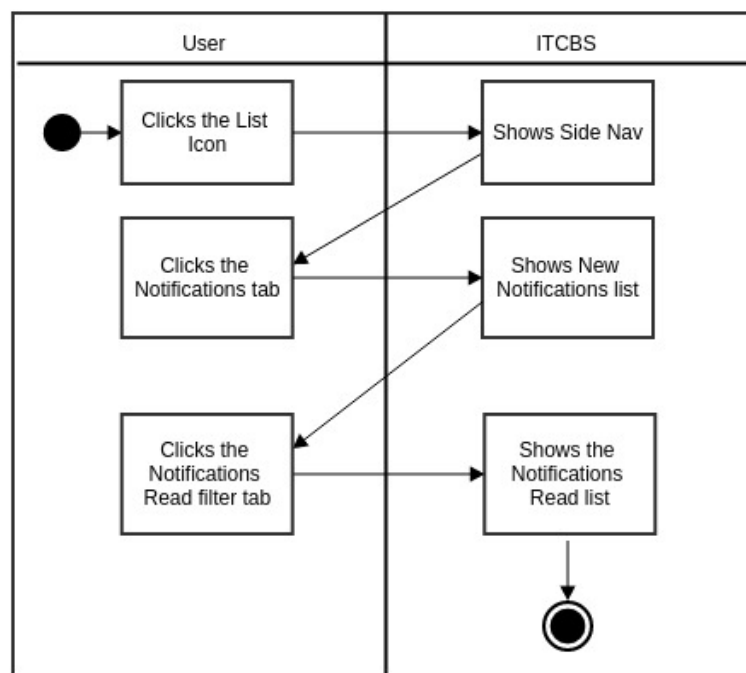 User
ITCBS
Clicks the List
Icon
Shows Side Nav
Clicks the
Notifications tab
Shows New
Notifications list
Clicks the
Notifications
Read filter tab
Shows the
Notifications
Read list